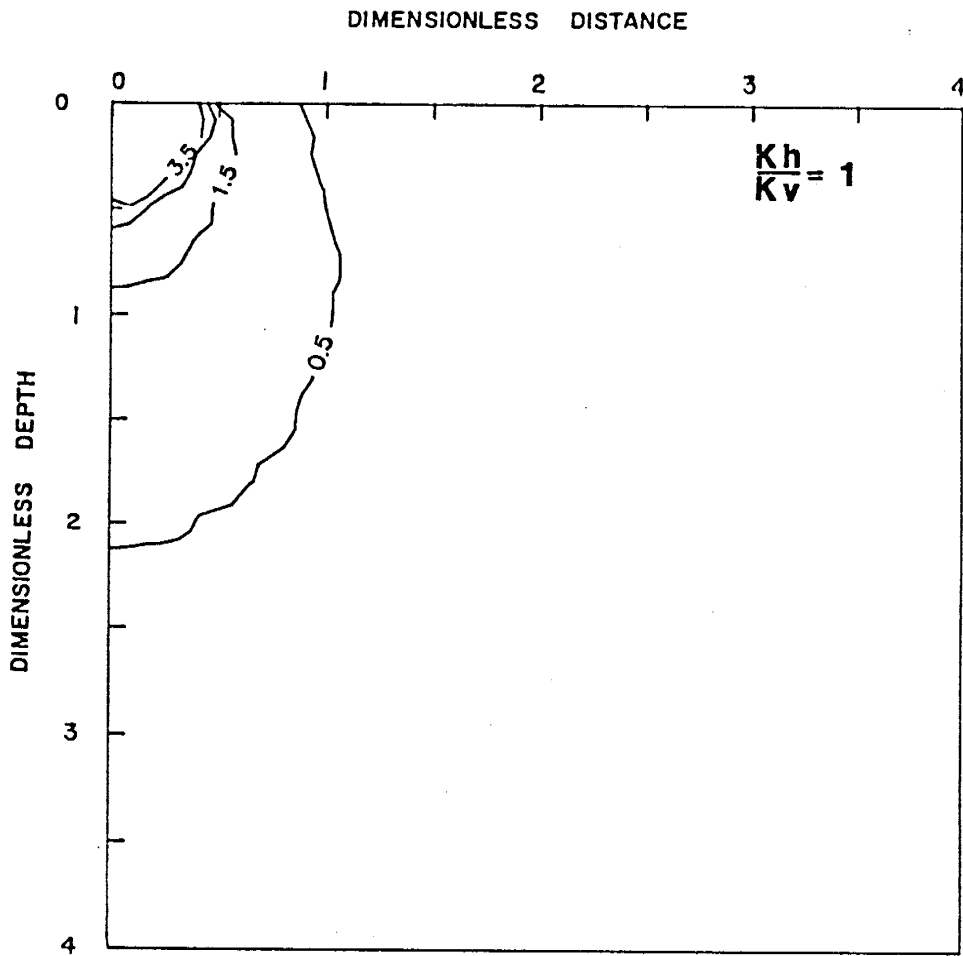 DIMENSIONLESS DISTANCE
0 1 2 3 4
0
1
2
3
4
DIMENSIONLESS DEPTH
3.5
1.5
0.5
Kh
Kv = 1